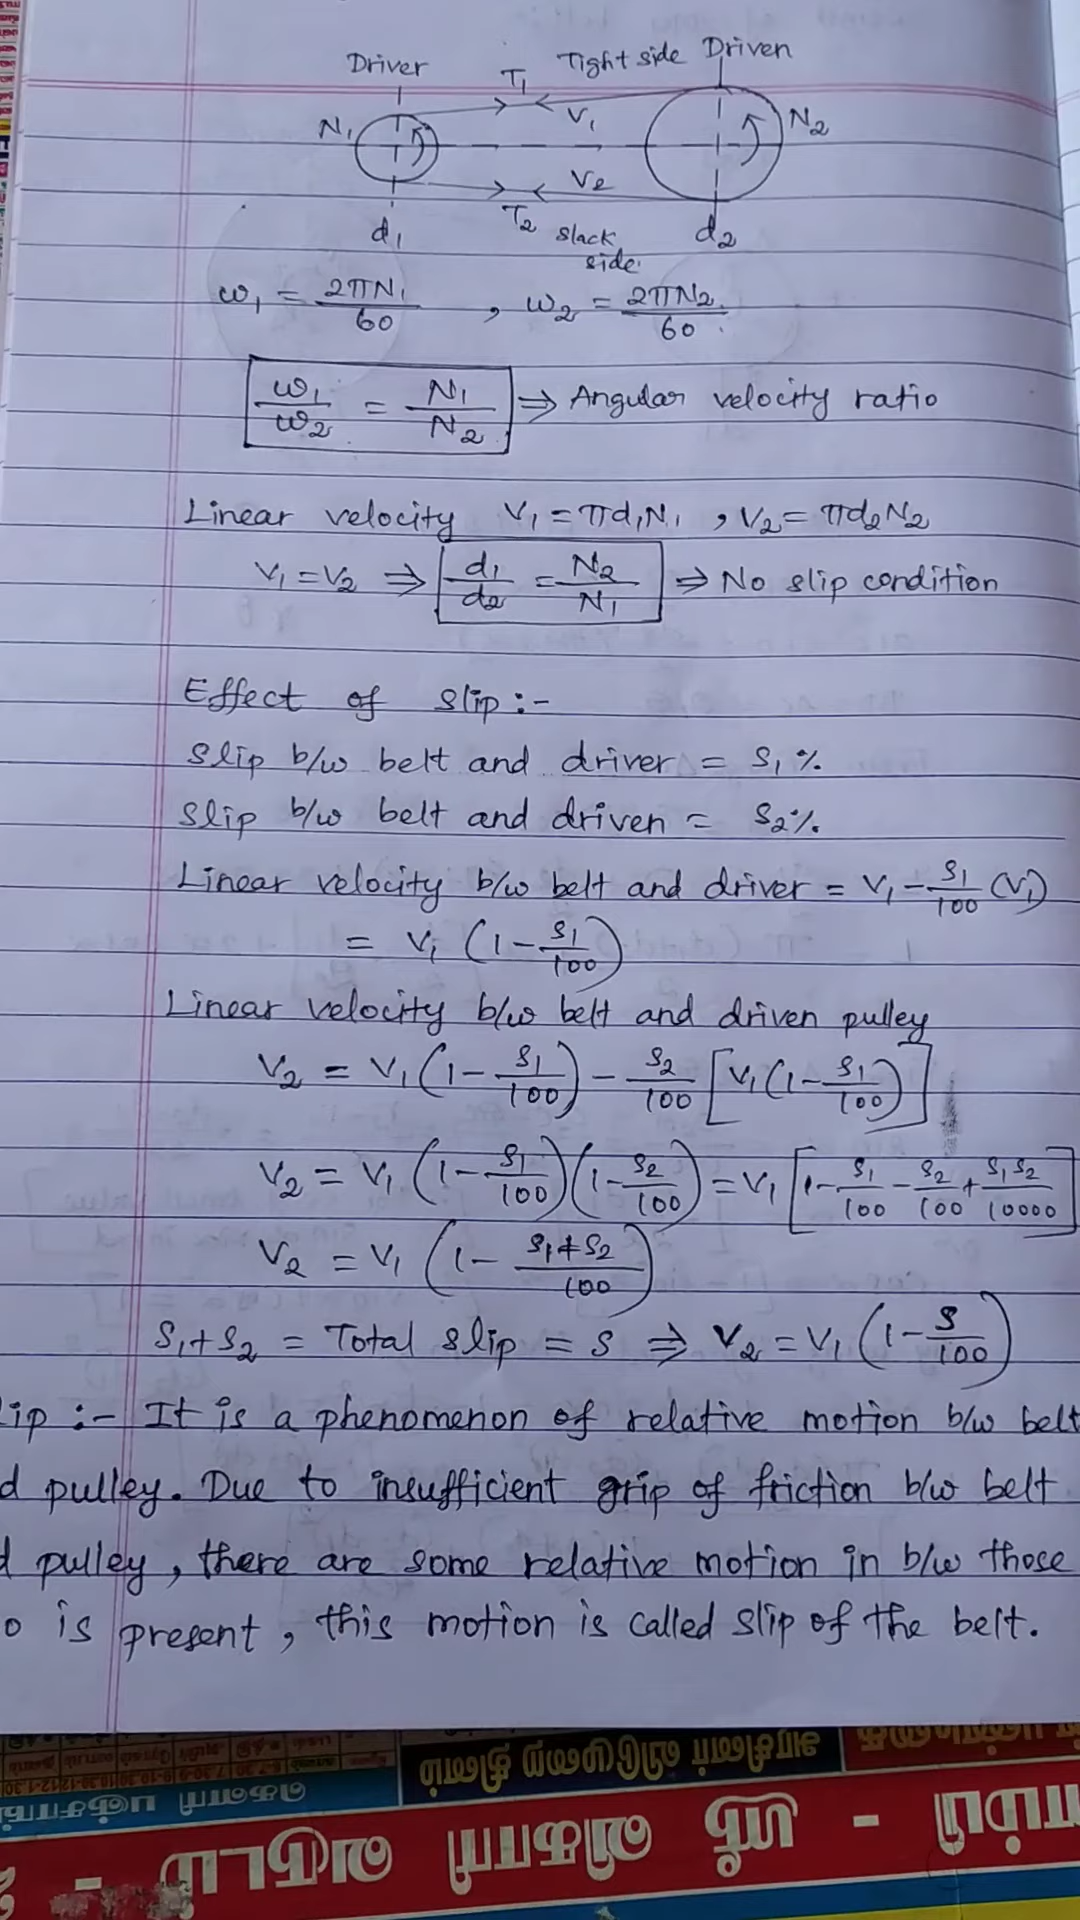 Driver
Tight side
Driven
T₁
N₁
V₁
N₂
V₂
T₂
d₁
slack
side
d₂
ω₁ = 2πN₁/60 , ω₂ = 2πN₂/60
ω₁/ω₂ = N₁/N₂ ⇒ Angular velocity ratio
Linear velocity V₁ = πd₁N₁ , V₂ = πd₂N₂
V₁ = V₂ ⇒ d₁/d₂ = N₂/N₁ ⇒ No slip condition
Effect of slip :-
slip b/w belt and driver = S₁%
slip b/w belt and driven = S₂%
Linear velocity b/w belt and driver = V₁ - S₁/100 (V₁)
= V₁ (1 - S₁/100)
Linear velocity b/w belt and driven pulley
V₂ = V₁ (1 - S₁/100) - S₂/100 [V₁ (1 - S₁/100)]
V₂ = V₁ (1 - S₁/100)(1 - S₂/100) = V₁ [1 - S₁/100 - S₂/100 + S₁S₂/10000]
V₂ = V₁ (1 - S₁+S₂/100)
S₁+S₂ = Total slip = S ⇒ V₂ = V₁ (1 - S/100)
lip :- It is a phenomenon of relative motion b/w belt
d pulley. Due to insufficient grip of friction b/w belt
d pulley, there are some relative motion in b/w those
o is present, this motion is called slip of the belt.
அரசினர் விடுமுறை தினம்
ஸ்ரீ விகாரி வருடம் -